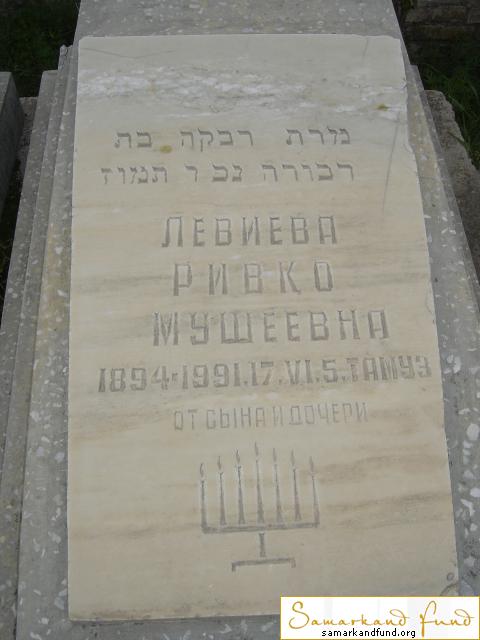 מרת רבקה בת
דבורה נפ ר תמוז
ЛЕВИЕВА
РИВКО
МУШЕЕВНА
1894-1991.17.VI.5.ТАМУЗ
ОТ СЫНА И ДОЧЕРИ
Samarkand Fund
samarkandfund.org